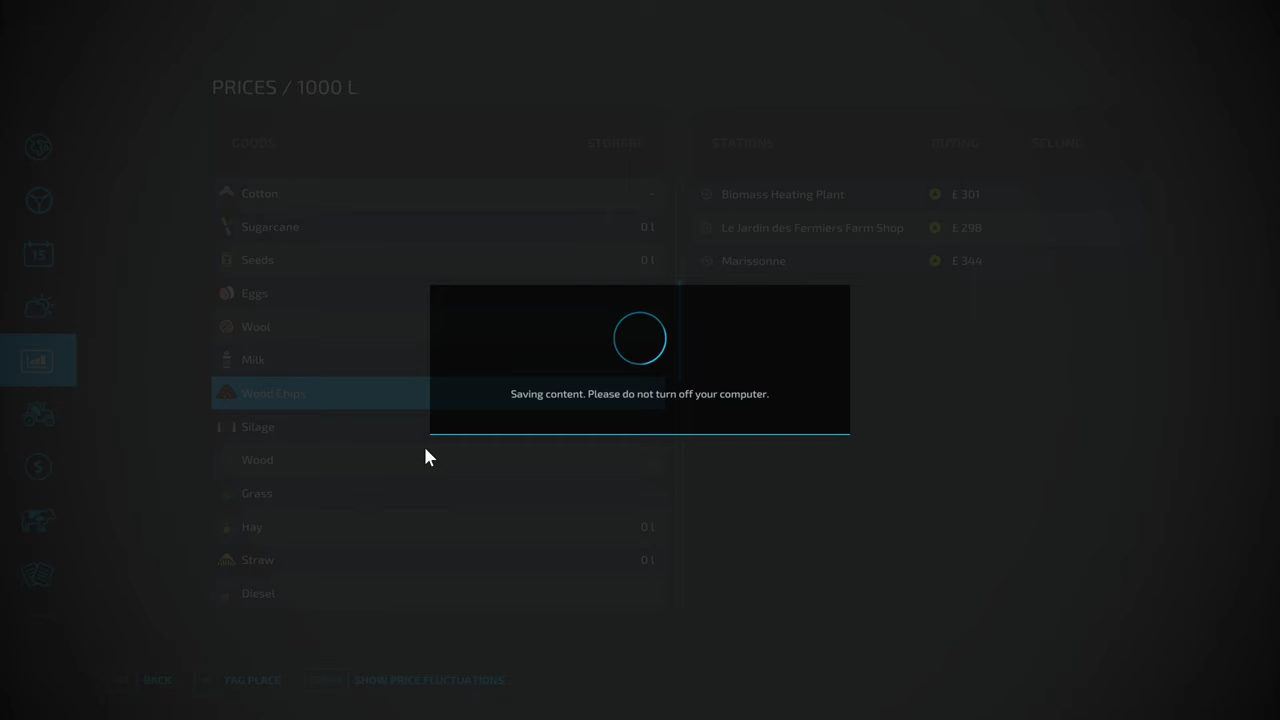 PRICES / 1000 L
GOODS STORAGE STATIONS BUYING SELLING
Cotton - Biomass Heating Plant £ 301
Sugarcane 0 l Le Jardin des Fermiers Farm Shop £ 298
Seeds 0 l Marissonne £ 344
Eggs
Wool
Milk
Wood Chips
Saving content. Please do not turn off your computer.
Silage
Wood
Grass
Hay 0 l
Straw 0 l
Diesel
15
$
BACK TAG PLACE SHOW PRICE FLUCTUATIONS